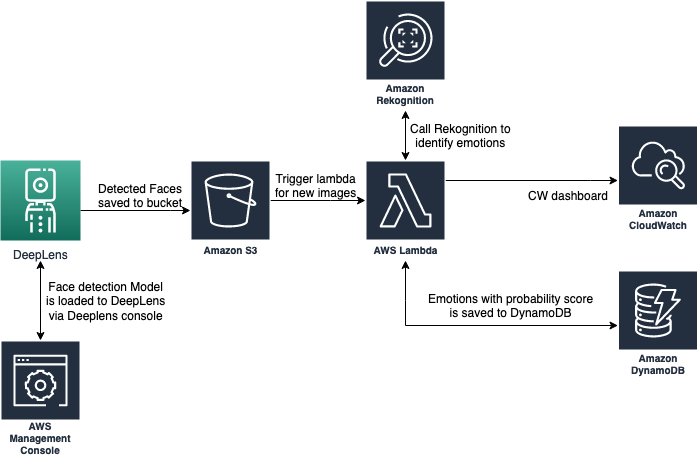 Amazon
Rekognition
Call Rekognition to
identify emotions
Detected Faces
saved to bucket
Trigger lambda
for new images
CW dashboard
Amazon
CloudWatch
DeepLens
Amazon S3
AWS Lambda
Face detection Model
is loaded to DeepLens
via Deeplens console
Emotions with probability score
is saved to DynamoDB
Amazon
DynamoDB
AWS
Management
Console